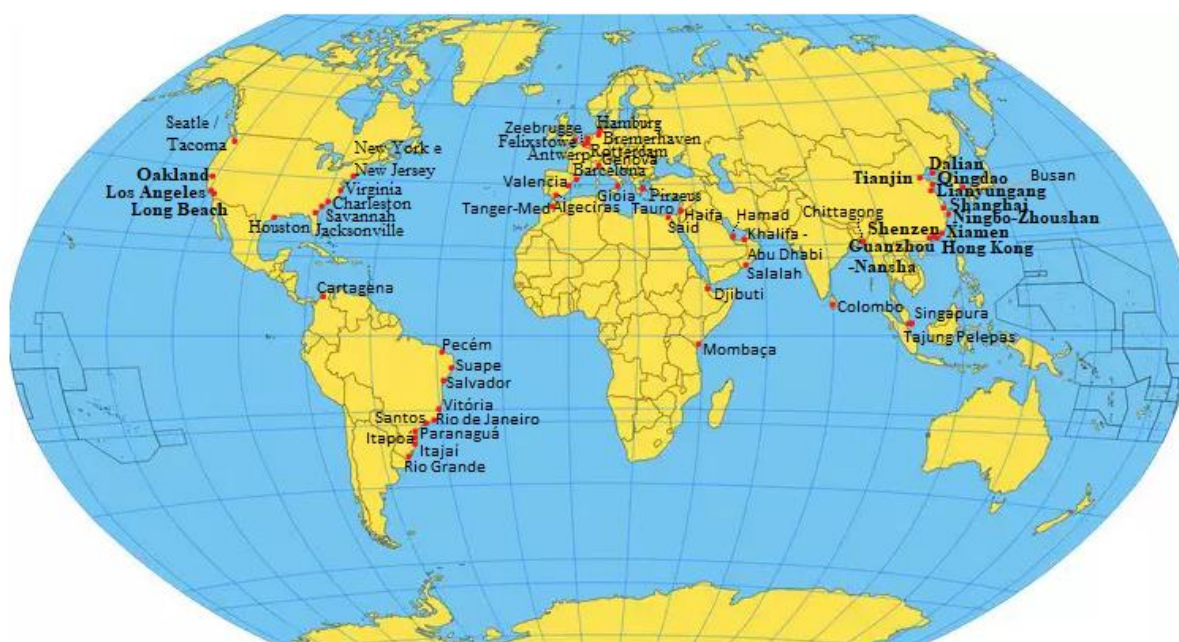 Seatle /
Tacoma
Oakland
Los Angeles
Long Beach
New York e
New Jersey
Virginia
Charleston
Savannah
Jacksonville
Houston
Cartagena
Pecém
Suape
Salvador
Vitória
Rio de Janeiro
Santos
Paranaguá
Itapoá
Itajaí
Rio Grande
Hamburg
Zeebrugge
Bremerhaven
Felixstowe
Rotterdam
Antwerp
Genova
Barcelona
Valencia
Tanger-Med
Algeciras
Gioia
Tauro
Piraeus
Haifa
Said
Hamad
Khalifa -
Abu Dhabi
Salalah
Djibuti
Mombaça
Chittagong
Colombo
Singapura
Tajung Pelepas
Dalian
Tianjin
Qingdao
Busan
Lianyungang
Shanghai
Ningbo-Zhoushan
Shenzen
Xiamen
Guanzhou
-Nansha
Hong Kong